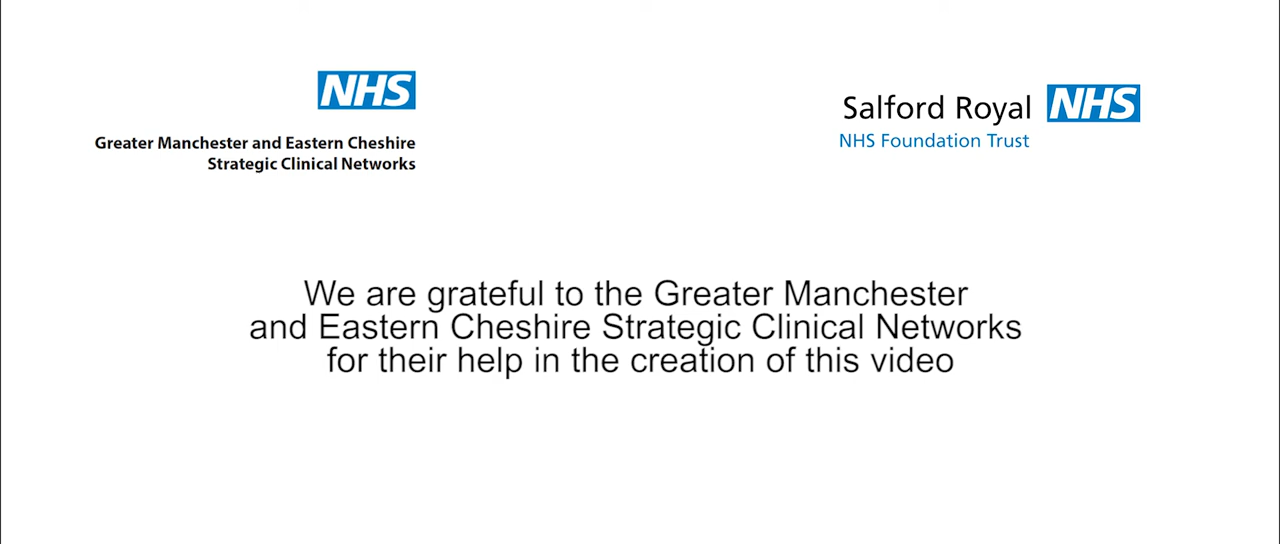 NHS
Greater Manchester and Eastern Cheshire
Strategic Clinical Networks
Salford Royal NHS
NHS Foundation Trust
We are grateful to the Greater Manchester
and Eastern Cheshire Strategic Clinical Networks
for their help in the creation of this video